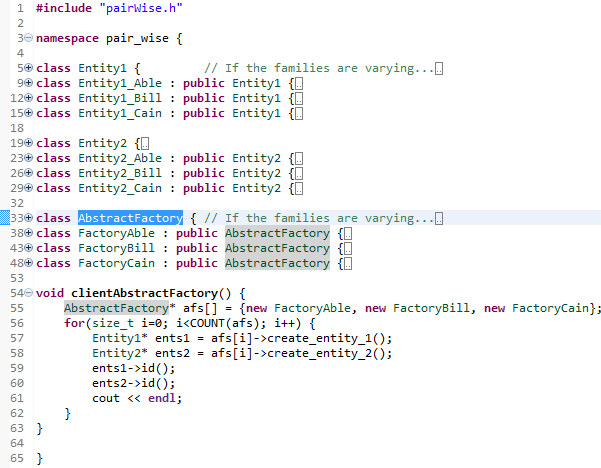 1 #include "pairWise.h"
2
3 namespace pair_wise {
4
5 class Entity1 {         // If the families are varying...
9 class Entity1_Able : public Entity1 {
12 class Entity1_Bill : public Entity1 {
15 class Entity1_Cain : public Entity1 {
18
19 class Entity2 {
23 class Entity2_Able : public Entity2 {
26 class Entity2_Bill : public Entity2 {
29 class Entity2_Cain : public Entity2 {
32
33 class AbstractFactory { // If the families are varying...
38 class FactoryAble : public AbstractFactory {
43 class FactoryBill : public AbstractFactory {
48 class FactoryCain : public AbstractFactory {
53
54 void clientAbstractFactory() {
55     AbstractFactory* afs[] = {new FactoryAble, new FactoryBill, new FactoryCain};
56     for(size_t i=0; i<COUNT(afs); i++) {
57         Entity1* ents1 = afs[i]->create_entity_1();
58         Entity2* ents2 = afs[i]->create_entity_2();
59         ents1->id();
60         ents2->id();
61         cout << endl;
62     }
63 }
64
65 }